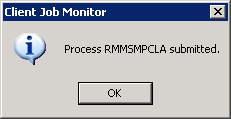 Client Job Monitor
Process RMMSMPCLA submitted.
OK